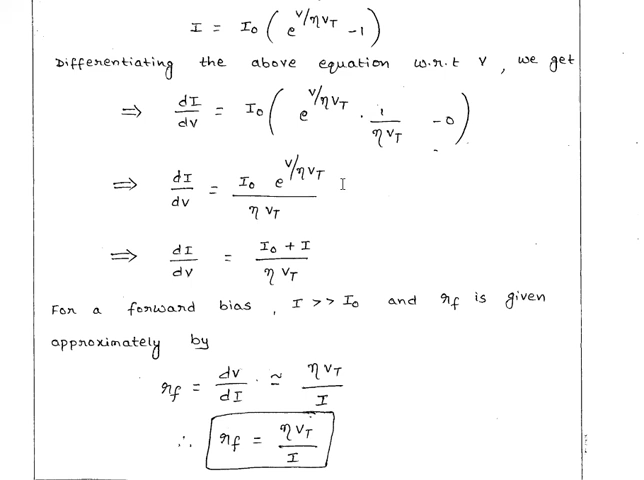 I = I₀ ( e^(V/ηV_T) - 1 )
Differentiating the above equation w.r.t V, we get
⇒ dI/dV = I₀ ( e^(V/ηV_T) · 1/(ηV_T) - 0 )
⇒ dI/dV = I₀ e^(V/ηV_T) / ηV_T
⇒ dI/dV = (I₀ + I) / ηV_T
For a forward bias, I >> I₀ and r_f is given
approximately by
r_f = dV/dI ≃ ηV_T / I
∴ r_f = ηV_T / I